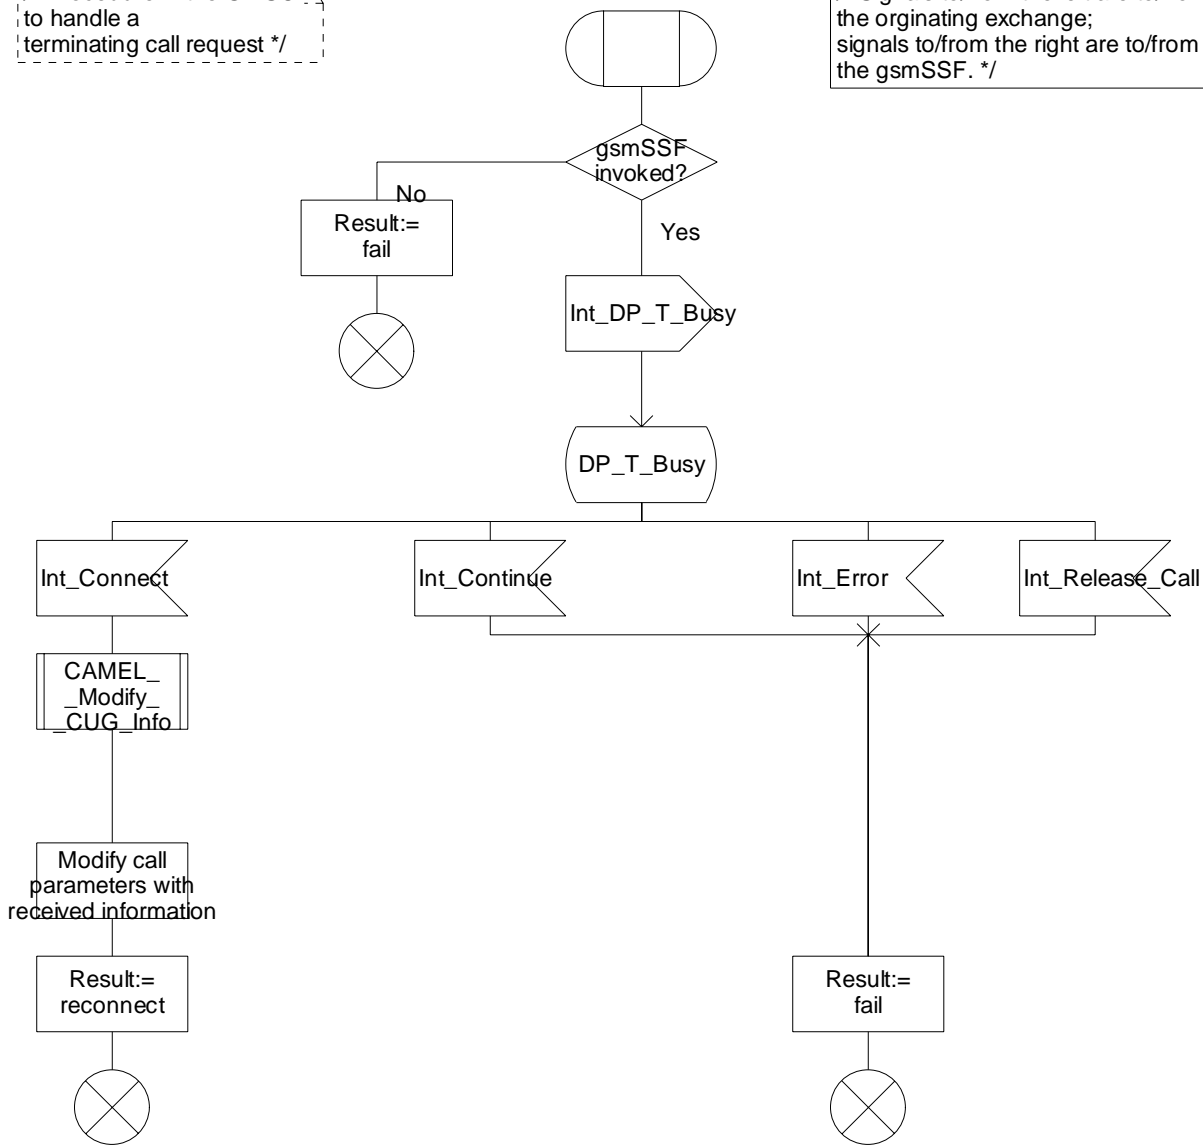 to handle a
terminating call request */
the orginating exchange;
signals to/from the right are to/from
the gsmSSF. */
gsmSSF
invoked?
No
Yes
Result:=
fail
Int_DP_T_Busy
DP_T_Busy
Int_Connect
Int_Continue
Int_Error
Int_Release_Call
CAMEL_
_Modify_
_CUG_Info
Modify call
parameters with
received information
Result:=
reconnect
Result:=
fail